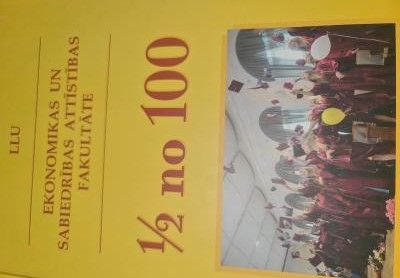 LLU
EKONOMIKAS UN
SABIEDRĪBAS ATTĪSTĪBAS
FAKULTĀTE
½ no 100